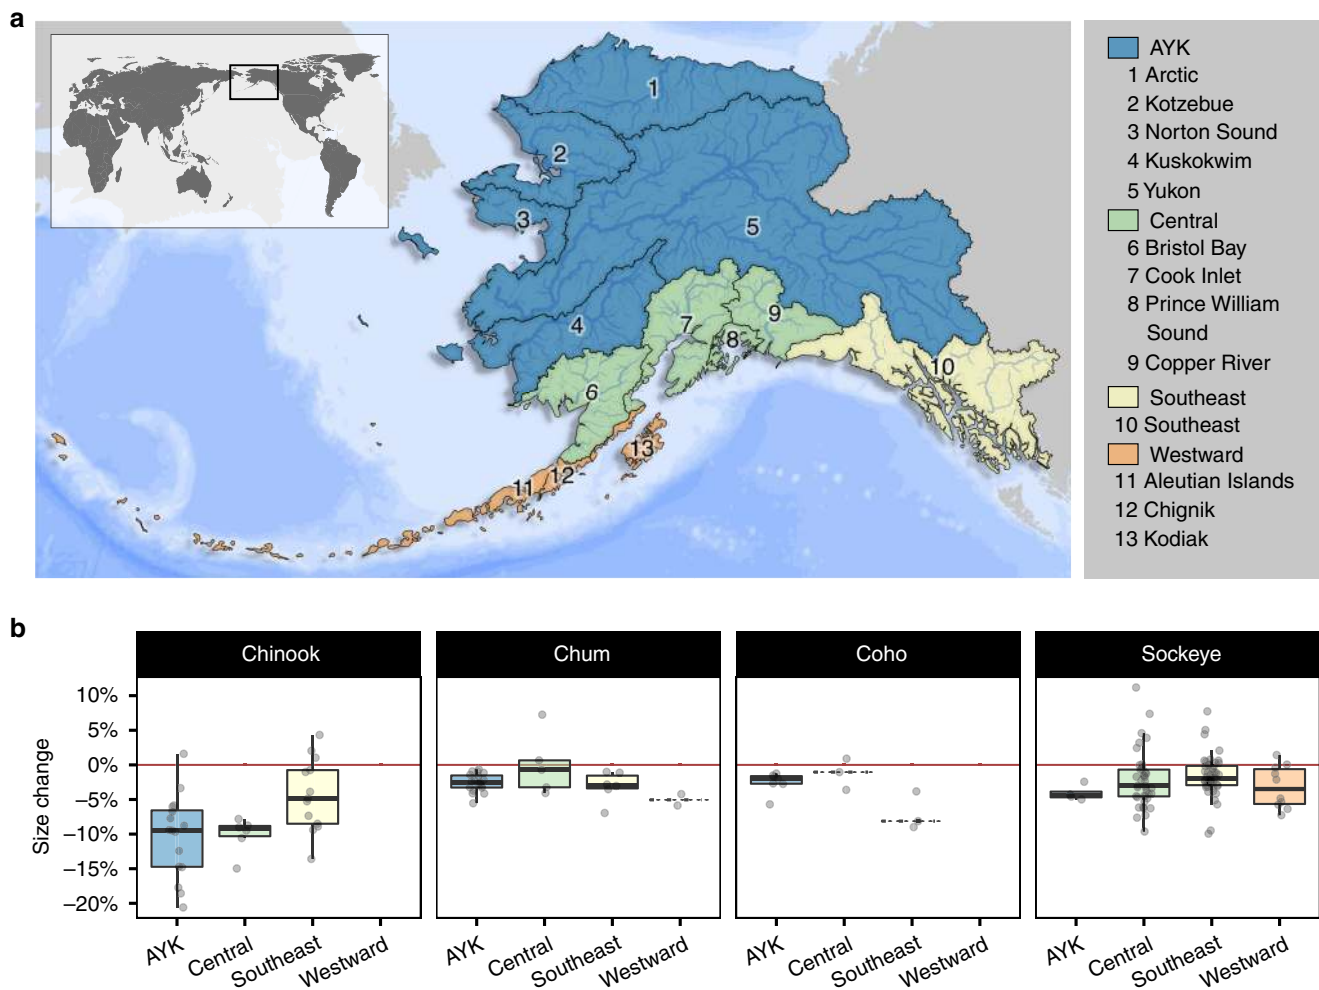 a
1
2
3
4
5
6
7
8
9
10
11
12
13
AYK
1 Arctic
2 Kotzebue
3 Norton Sound
4 Kuskokwim
5 Yukon
Central
6 Bristol Bay
7 Cook Inlet
8 Prince William
Sound
9 Copper River
Southeast
10 Southeast
Westward
11 Aleutian Islands
12 Chignik
13 Kodiak
b
Chinook
Chum
Coho
Sockeye
Size change
10%
5%
0%
−5%
−10%
−15%
−20%
AYK
Central
Southeast
Westward
AYK
Central
Southeast
Westward
AYK
Central
Southeast
Westward
AYK
Central
Southeast
Westward